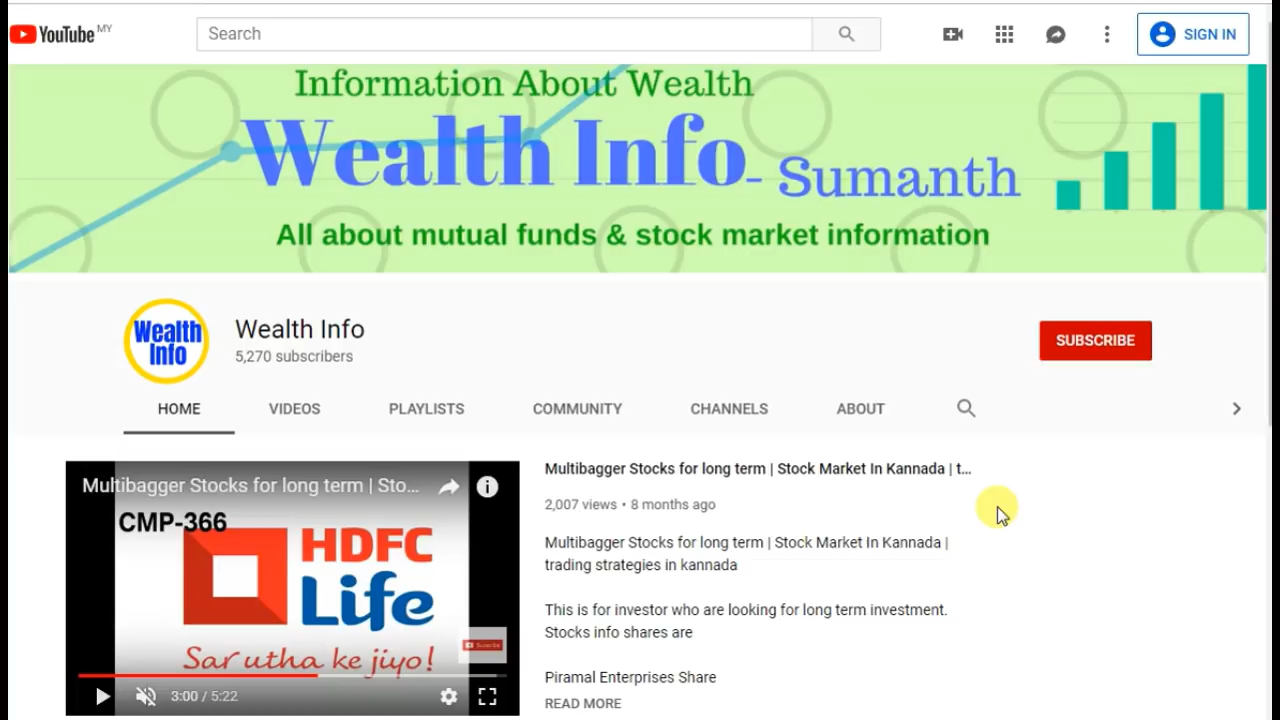 YouTube MY
Search
SIGN IN
Information About Wealth
Wealth Info- Sumanth
All about mutual funds & stock market information
Wealth
Info
Wealth Info
5,270 subscribers
SUBSCRIBE
HOME VIDEOS PLAYLISTS COMMUNITY CHANNELS ABOUT
Multibagger Stocks for long term | Sto...
CMP-366
HDFC
Life
Sar utha ke jiyo!
Subscribe
3:00 / 5:22
Multibagger Stocks for long term | Stock Market In Kannada | t...
2,007 views • 8 months ago
Multibagger Stocks for long term | Stock Market In Kannada |
trading strategies in kannada
This is for investor who are looking for long term investment.
Stocks info shares are
Piramal Enterprises Share
READ MORE